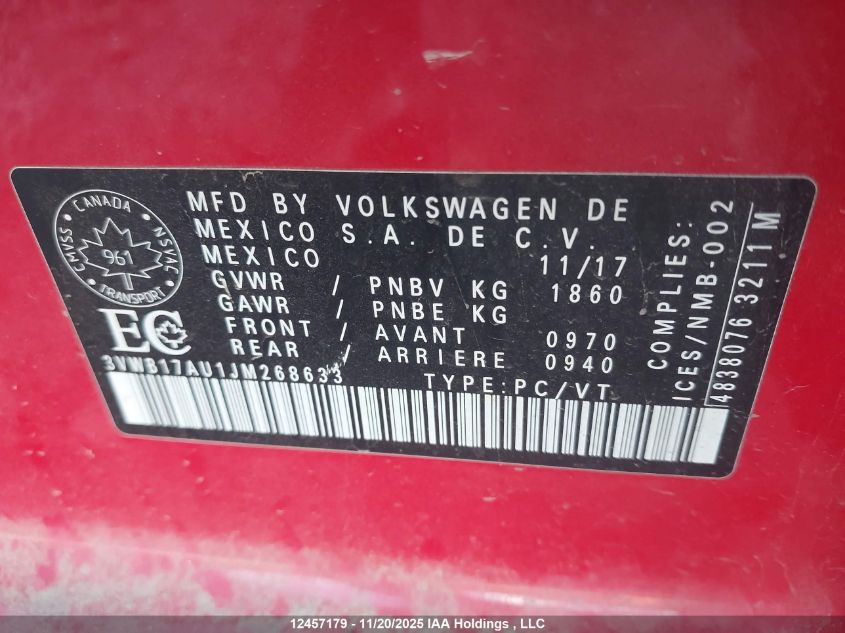 CANADA
CMVSS
NSVAC
961
TRANSPORT
EC
MFD BY VOLKSWAGEN DE
MEXICO S.A. DE C.V.
MEXICO 11/17
GVWR / PNBV KG 1860
GAWR / PNBE KG
FRONT / AVANT 0970
REAR / ARRIERE 0940
3VWB17AU1JM268633 TYPE:PC/VT
COMPLIES:
ICES/NMB-002
4838076 3211 M
12457179 - 11/20/2025 IAA Holdings , LLC